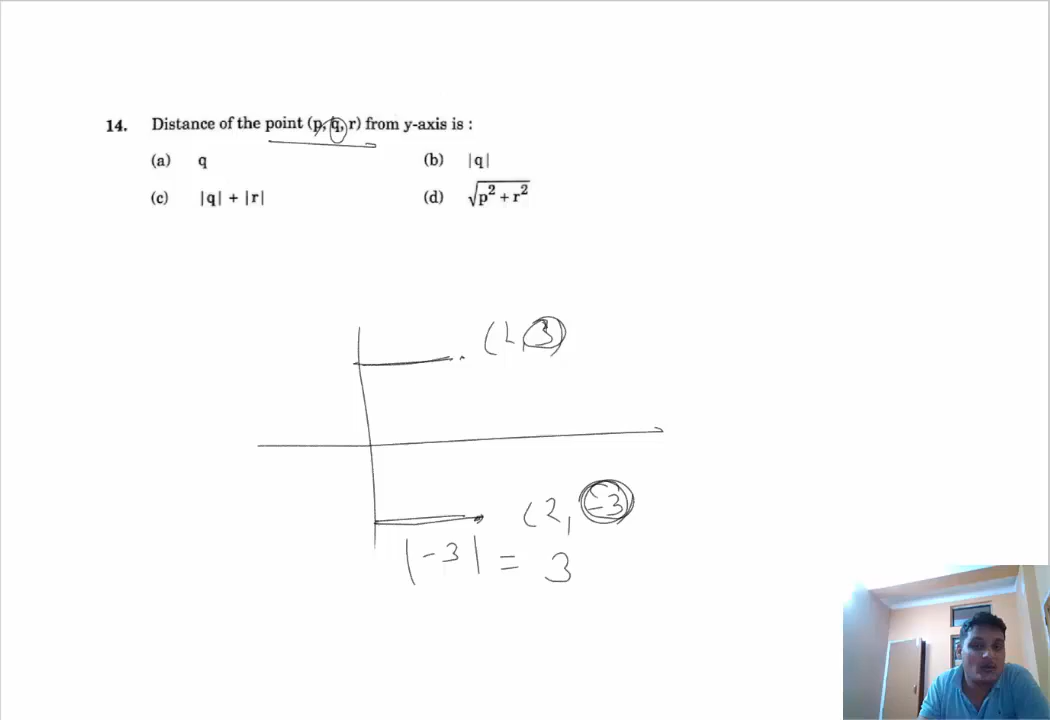 14. Distance of the point (p, q, r) from y-axis is :
(a) q (b) |q|
(c) |q| + |r| (d) √p² + r²
(2, 3)
(2, -3)
|-3| = 3